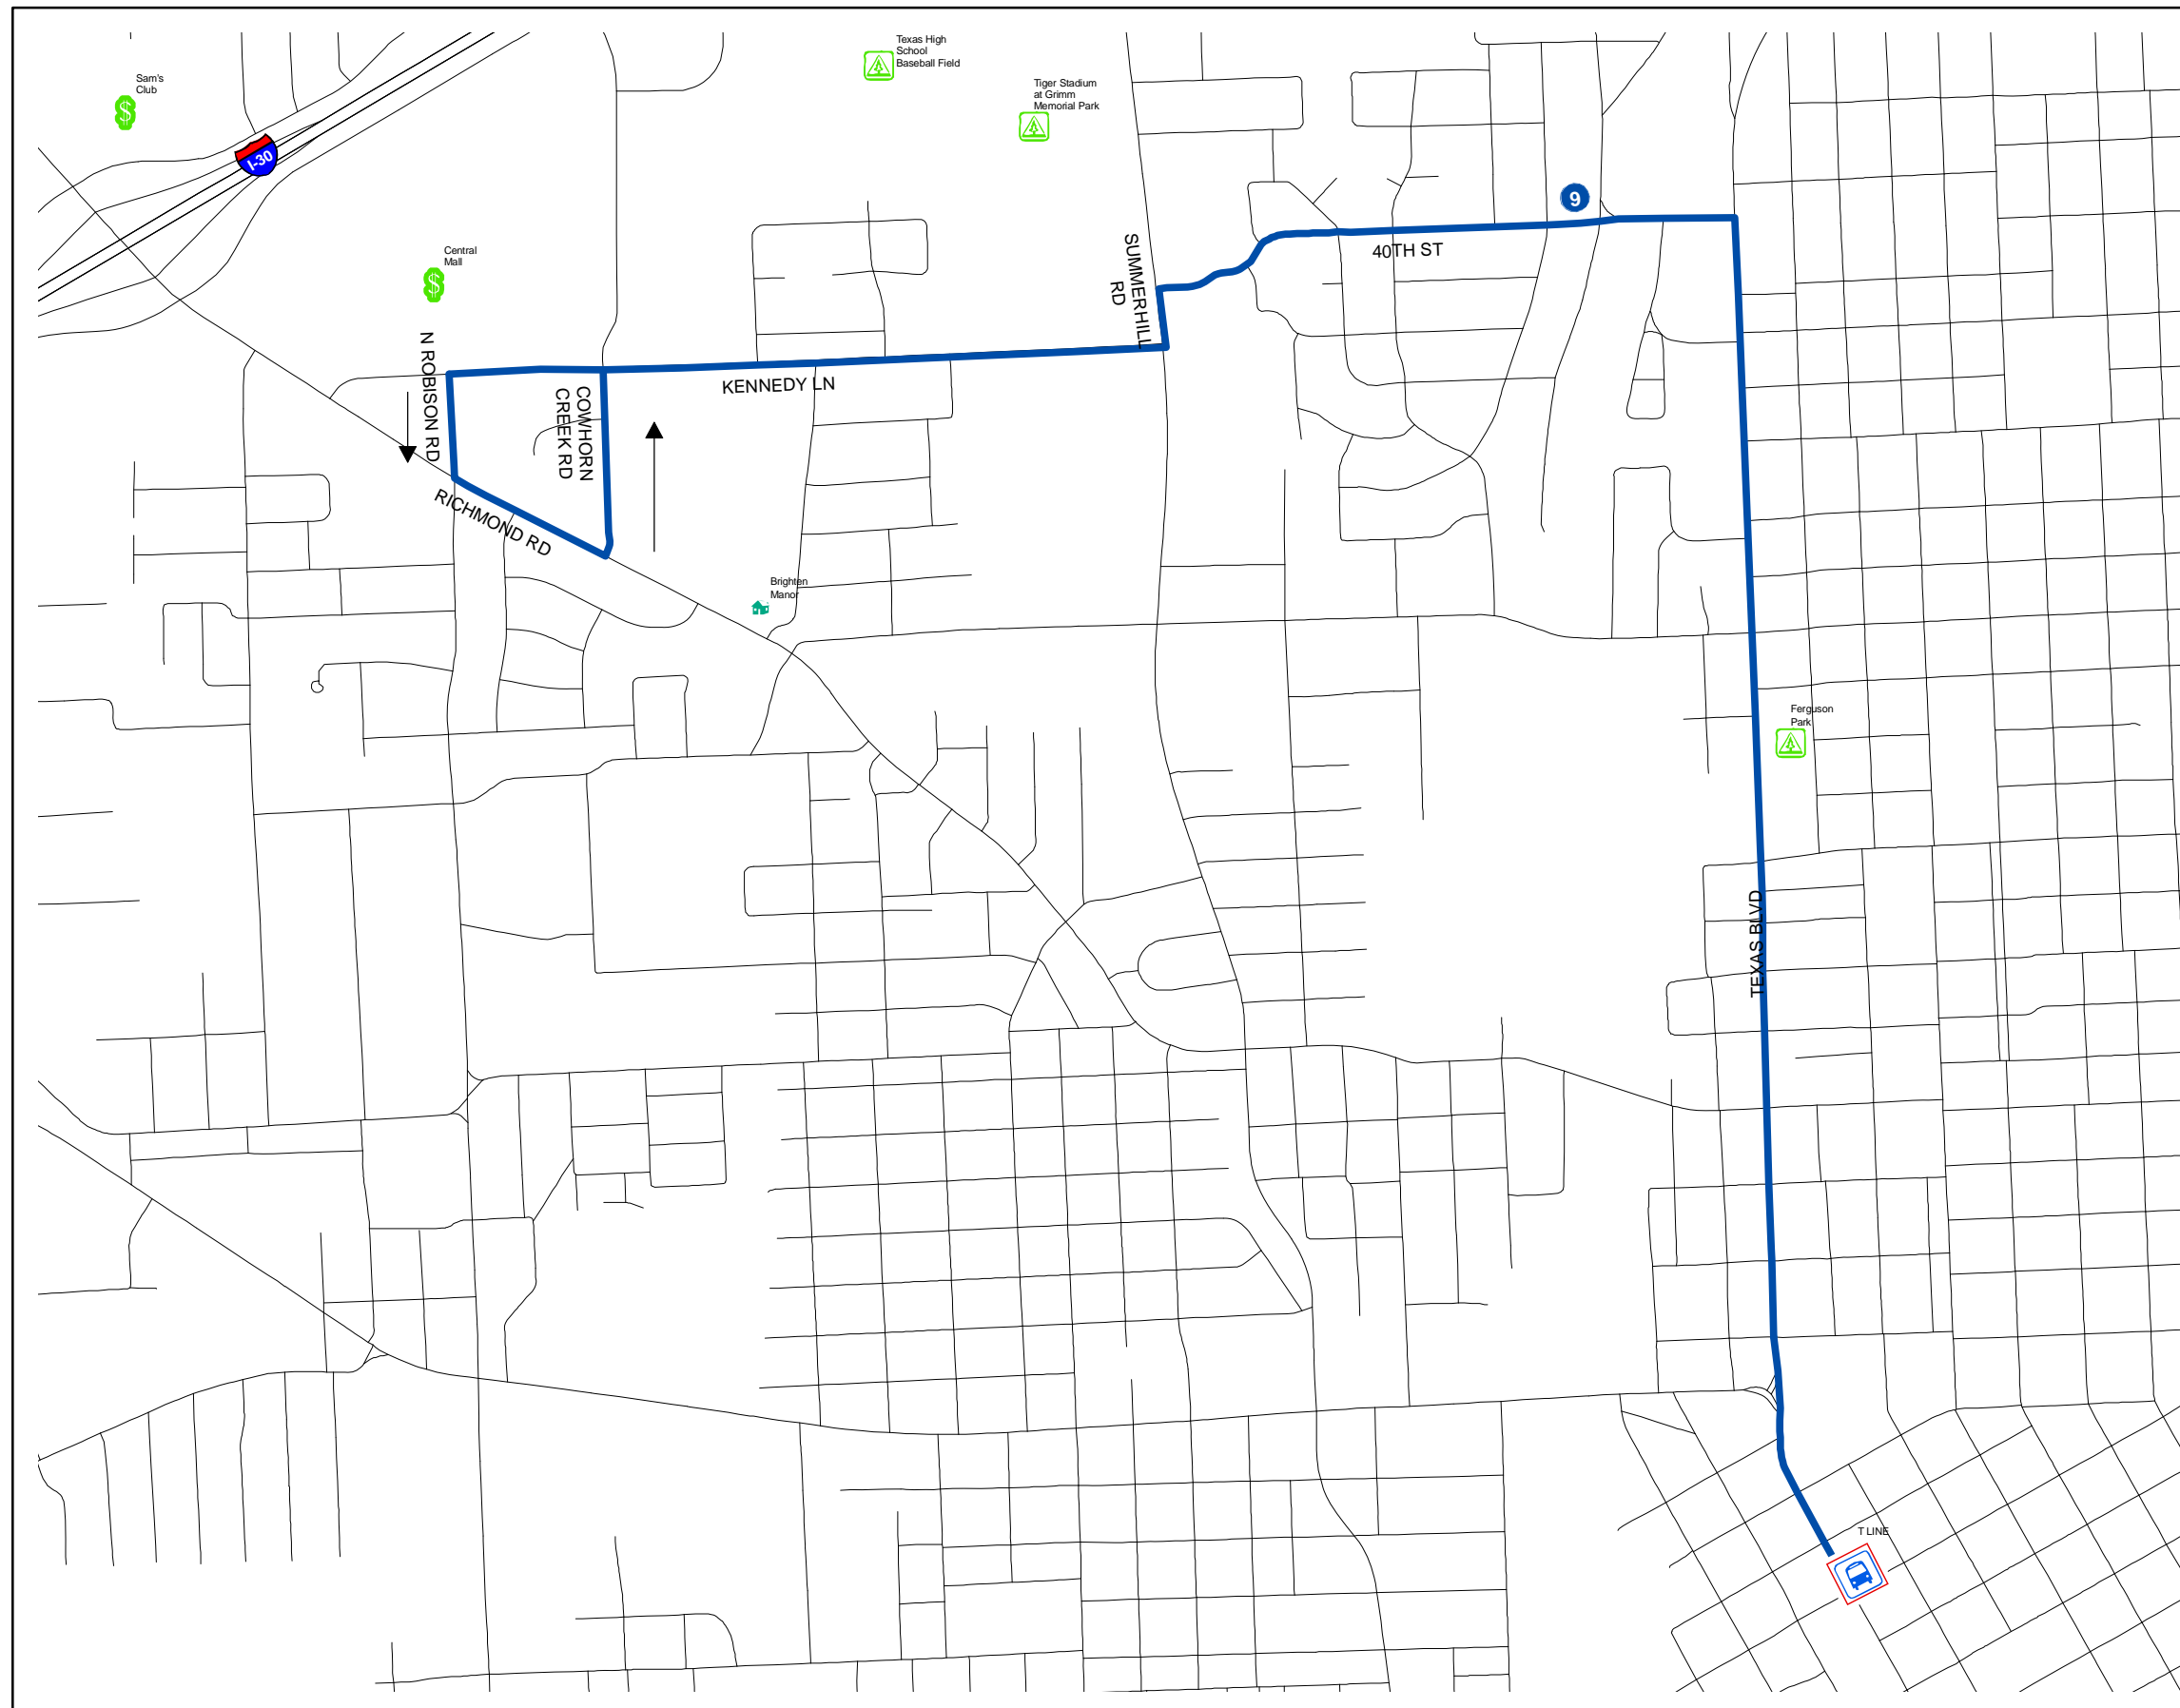 Texas High
School
Baseball Field
Sam's
Club
$
Tiger Stadium
at Grimm
Memorial Park
I-30
9
SUMMERHILL
RD
40TH ST
Central
Mall
$
N ROBISON RD
KENNEDY LN
COWHORN
CREEK RD
RICHMOND RD
Brighten
Manor
Ferguson
Park
TEXAS BLVD
T LINE